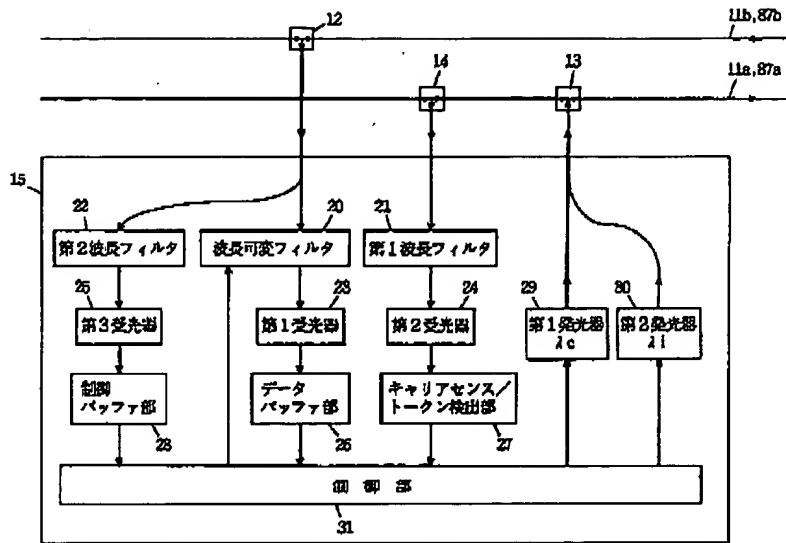 12
11b,87b
14
13
11a,87a
15
22
20
21
第2波長フィルタ
波長可変フィルタ
第1波長フィルタ
25
23
24
29
30
第3受光器
第1受光器
第2受光器
第1発光器
λc
第2発光器
λi
制御
バッファ部
データ
バッファ部
キャリアセンス/
トークン検出部
28
26
27
制御部
31